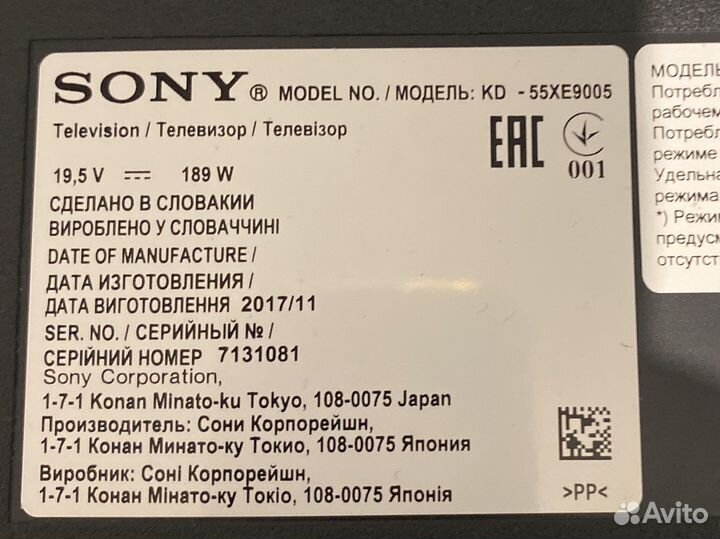 SONY® MODEL NO. / МОДЕЛЬ: KD - 55XE9005
Television / Телевизор / Телевізор
EAC
001
19,5 V ⎓ 189 W
СДЕЛАНО В СЛОВАКИИ
ВИРОБЛЕНО У СЛОВАЧЧИНІ
DATE OF MANUFACTURE /
ДАТА ИЗГОТОВЛЕНИЯ /
ДАТА ВИГОТОВЛЕННЯ 2017/11
SER. NO. / СЕРИЙНЫЙ № /
СЕРІЙНИЙ НОМЕР 7131081
Sony Corporation,
1-7-1 Konan Minato-ku Tokyo, 108-0075 Japan
Производитель: Сони Корпорейшн,
1-7-1 Конан Минато-ку Токио, 108-0075 Япония
Виробник: Соні Корпорейшн,
1-7-1 Конан Мінато-ку Токіо, 108-0075 Японія
>PP<
МОДЕЛЬ
Потребл
рабочем
Потребл
режиме
Удельна
режима
*) Режи
предусм
отсутст
Avito